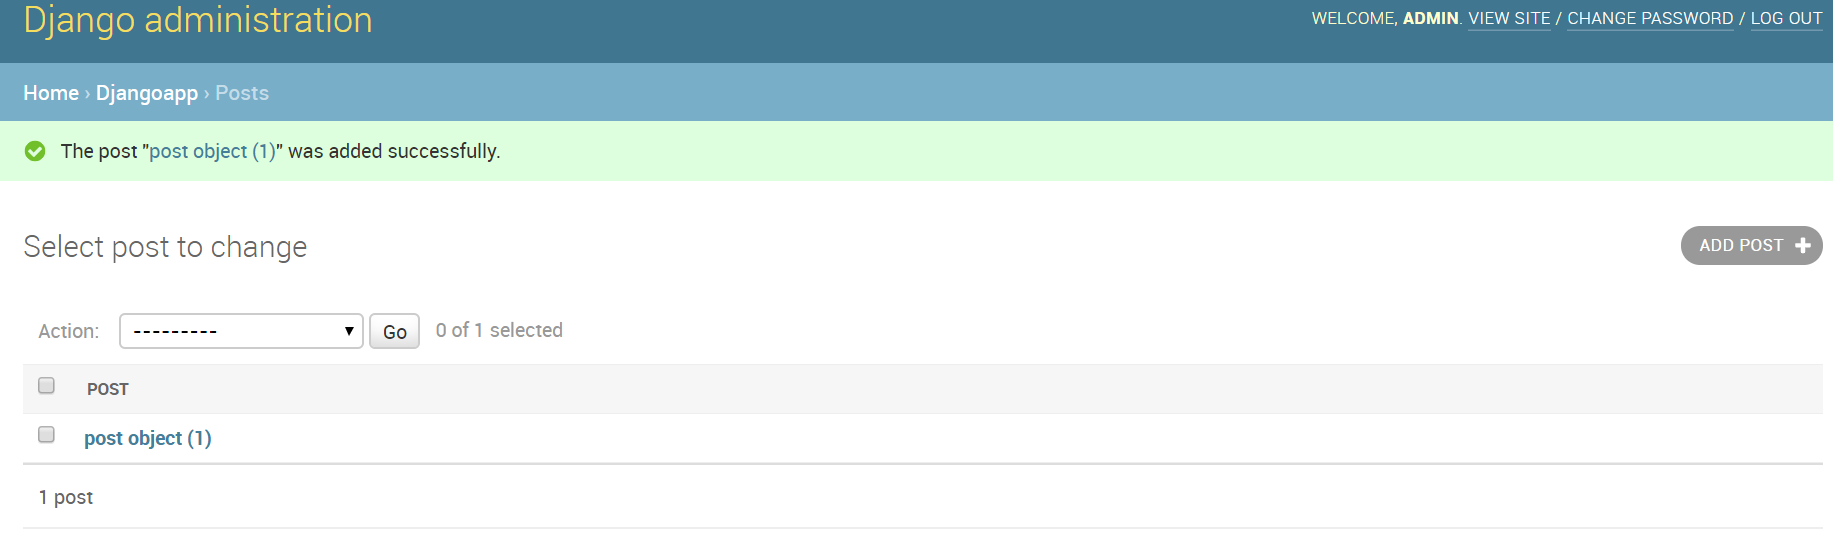 Django administration
WELCOME, ADMIN. VIEW SITE / CHANGE PASSWORD / LOG OUT
Home › Djangoapp › Posts
The post "post object (1)" was added successfully.
Select post to change
ADD POST
Action: --------- Go 0 of 1 selected
POST
post object (1)
1 post